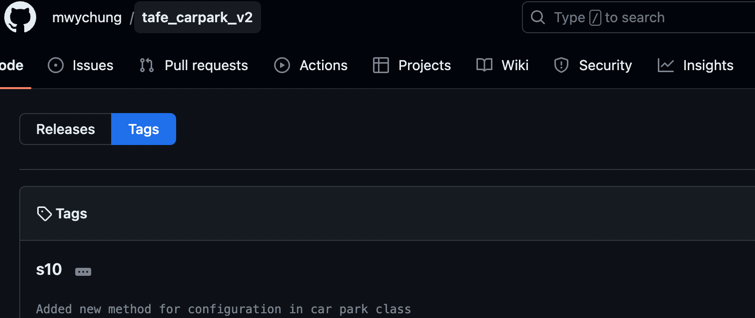 mwychung / tafe_carpark_v2 Type / to search
ode Issues Pull requests Actions Projects Wiki Security Insights
Releases Tags
Tags
s10
Added new method for configuration in car park class